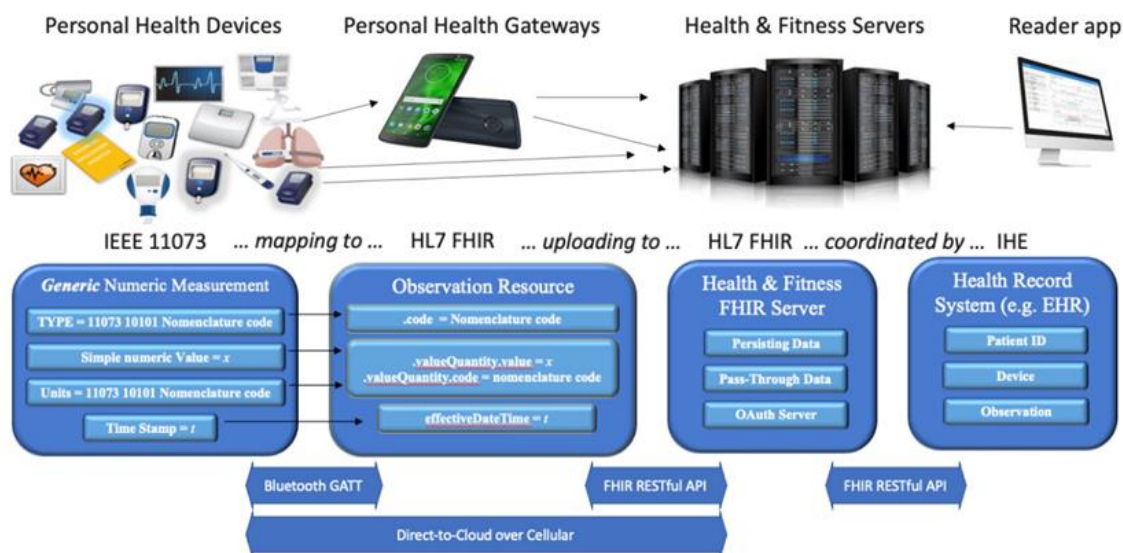 Personal Health Devices
Personal Health Gateways
Health & Fitness Servers
Reader app
IEEE 11073
... mapping to ...
HL7 FHIR
... uploading to ...
HL7 FHIR
... coordinated by ...
IHE
Generic Numeric Measurement
TYPE = 11073 10101 Nomenclature code
Simple numeric Value = x
Units = 11073 10101 Nomenclature code
Time Stamp = t
Observation Resource
.code = Nomenclature code
.valueQuantity.value = x
.valueQuantity.code = nomenclature code
effectiveDateTime = t
Health & Fitness
FHIR Server
Persisting Data
Pass-Through Data
OAuth Server
Health Record
System (e.g. EHR)
Patient ID
Device
Observation
Bluetooth GATT
FHIR RESTful API
FHIR RESTful API
Direct-to-Cloud over Cellular